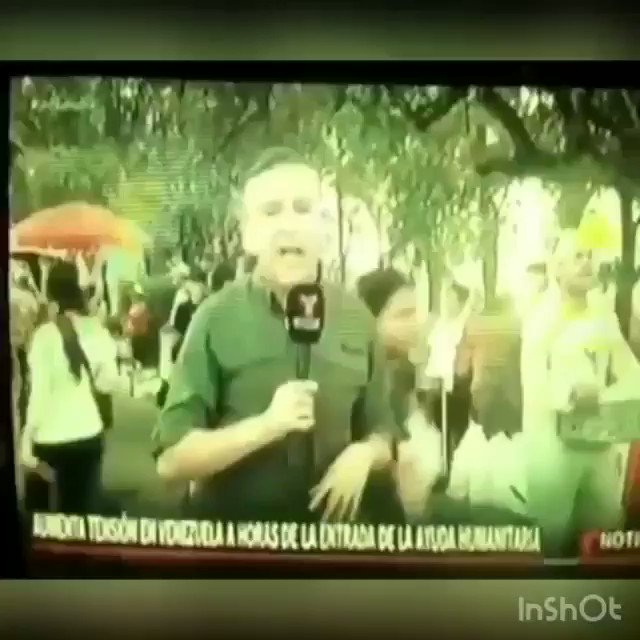 AUMENTA TENSIÓN EN VENEZUELA A HORAS DE LA ENTRADA DE LA AYUDA HUMANITARIA
NOTI
InShOt